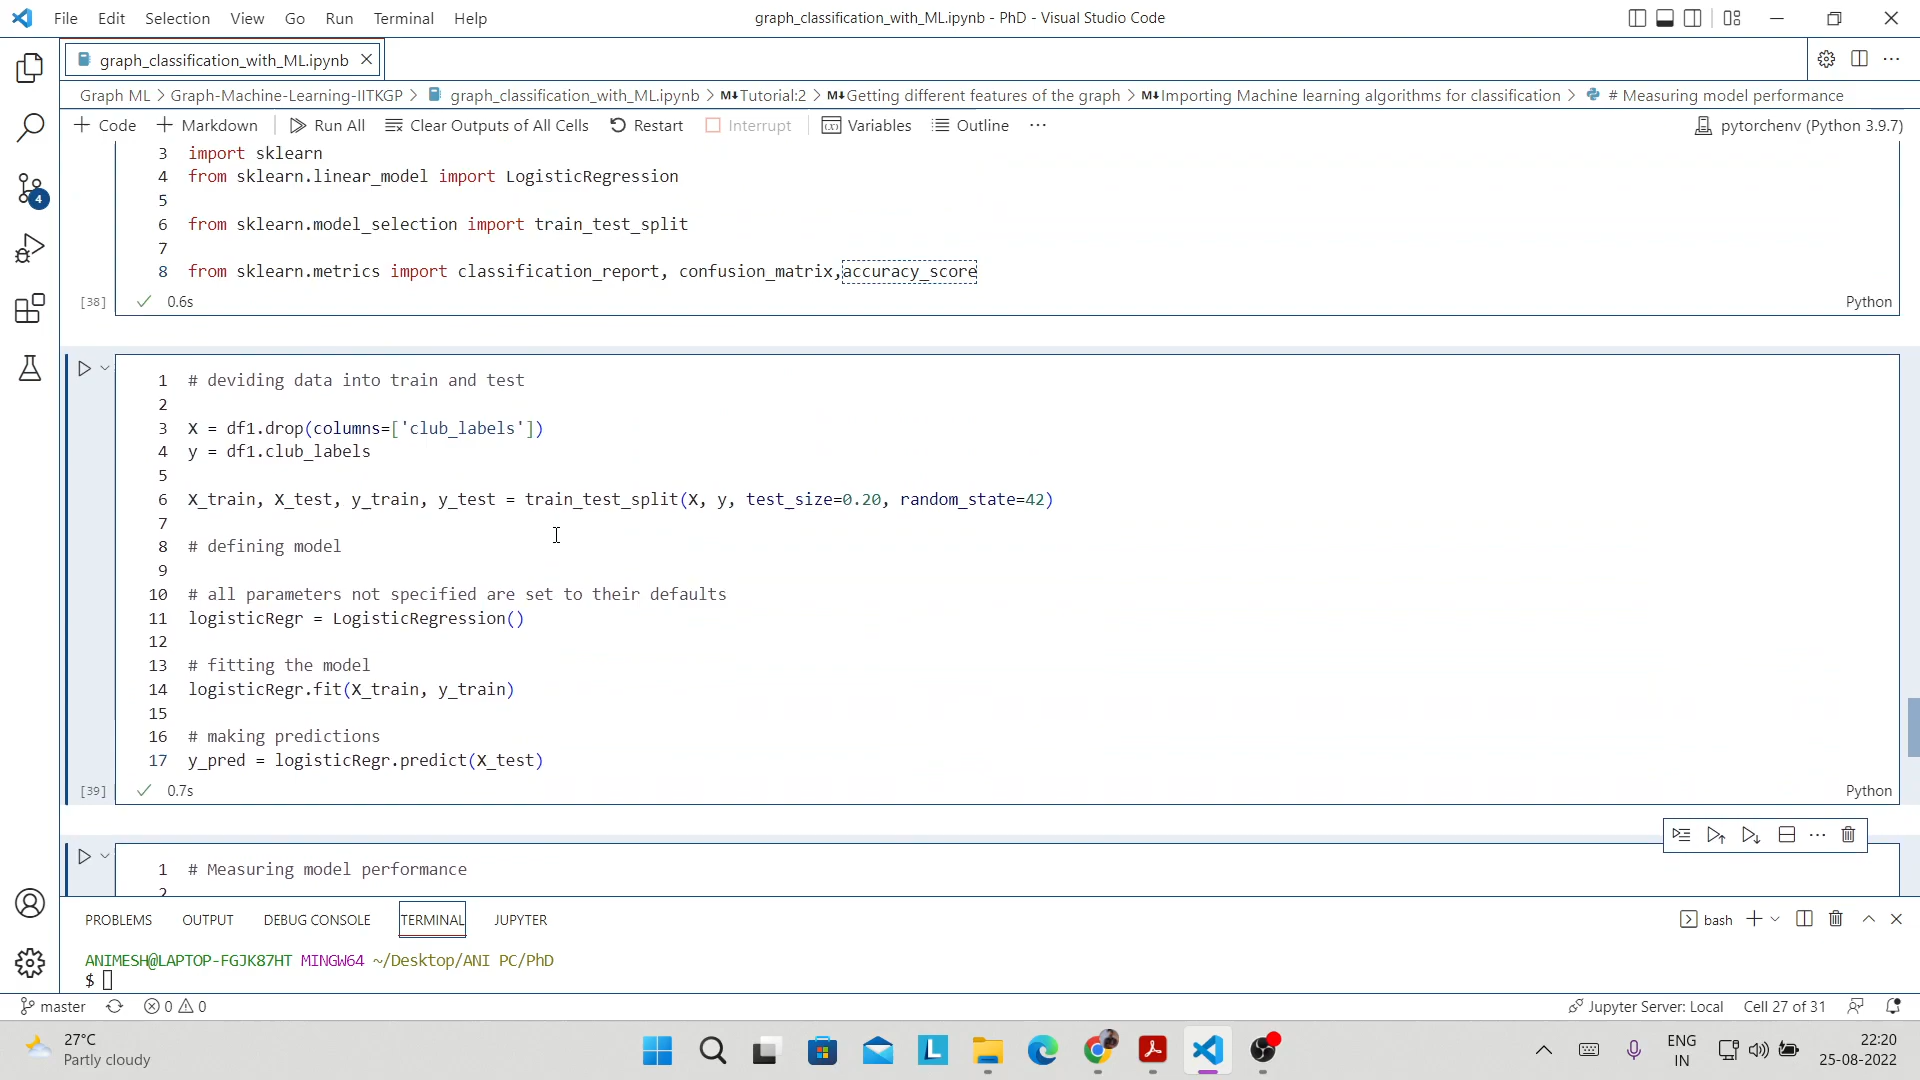 File Edit Selection View Go Run Terminal Help
graph_classification_with_ML.ipynb - PhD - Visual Studio Code
graph_classification_with_ML.ipynb
Graph ML > Graph-Machine-Learning-IITKGP > graph_classification_with_ML.ipynb > M↓Tutorial:2 > M↓Getting different features of the graph > M↓Importing Machine learning algorithms for classification > # Measuring model performance
+ Code + Markdown | Run All Clear Outputs of All Cells Restart Interrupt | Variables Outline ···
pytorchenv (Python 3.9.7)
3 import sklearn
4 from sklearn.linear_model import LogisticRegression
5
6 from sklearn.model_selection import train_test_split
7
8 from sklearn.metrics import classification_report, confusion_matrix,accuracy_score
[38] ✓ 0.6s
Python
1 # deviding data into train and test
2
3 X = df1.drop(columns=['club_labels'])
4 y = df1.club_labels
5
6 X_train, X_test, y_train, y_test = train_test_split(X, y, test_size=0.20, random_state=42)
7
8 # defining model
9
10 # all parameters not specified are set to their defaults
11 logisticRegr = LogisticRegression()
12
13 # fitting the model
14 logisticRegr.fit(X_train, y_train)
15
16 # making predictions
17 y_pred = logisticRegr.predict(X_test)
[39] ✓ 0.7s
Python
1 # Measuring model performance
2
PROBLEMS OUTPUT DEBUG CONSOLE TERMINAL JUPYTER
bash
ANIMESH@LAPTOP-FGJK87HT MINGW64 ~/Desktop/ANI PC/PhD
$
master 0 0
Jupyter Server: Local Cell 27 of 31
4
27°C
Partly cloudy
ENG
IN
22:20
25-08-2022